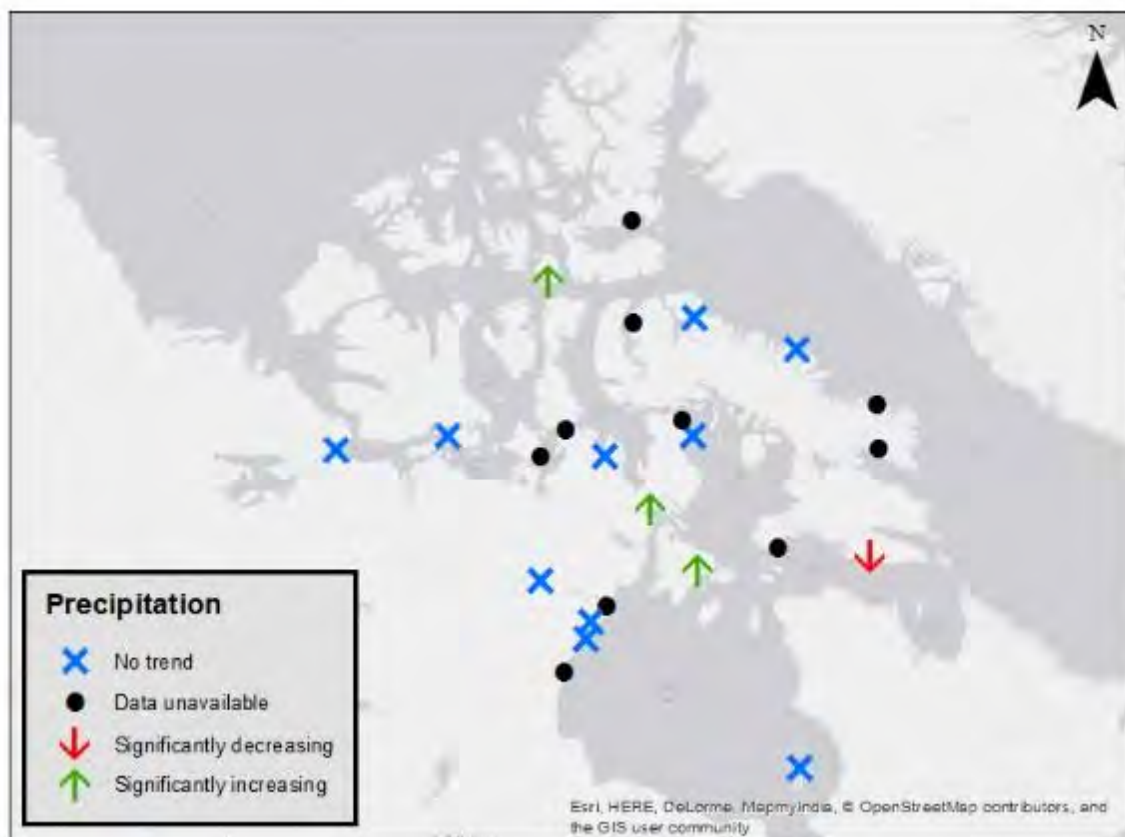 N
Precipitation
No trend
Data unavailable
Significantly decreasing
Significantly increasing
Esri, HERE, DeLorme, MapmyIndia, © OpenStreetMap contributors, and
the GIS user community